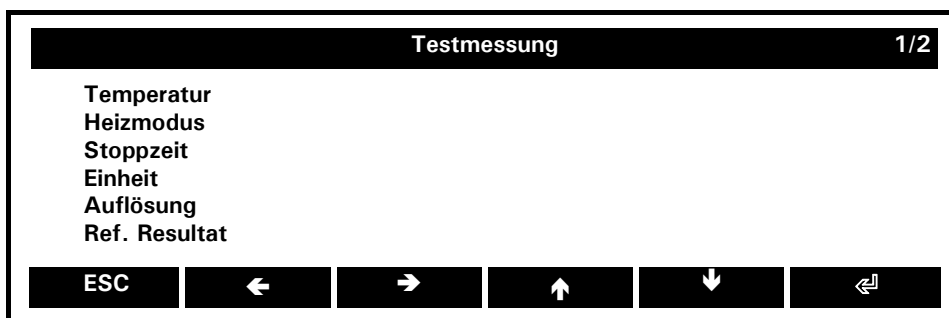 Testmessung 1/2
Temperatur
Heizmodus
Stoppzeit
Einheit
Auflösung
Ref. Resultat
ESC